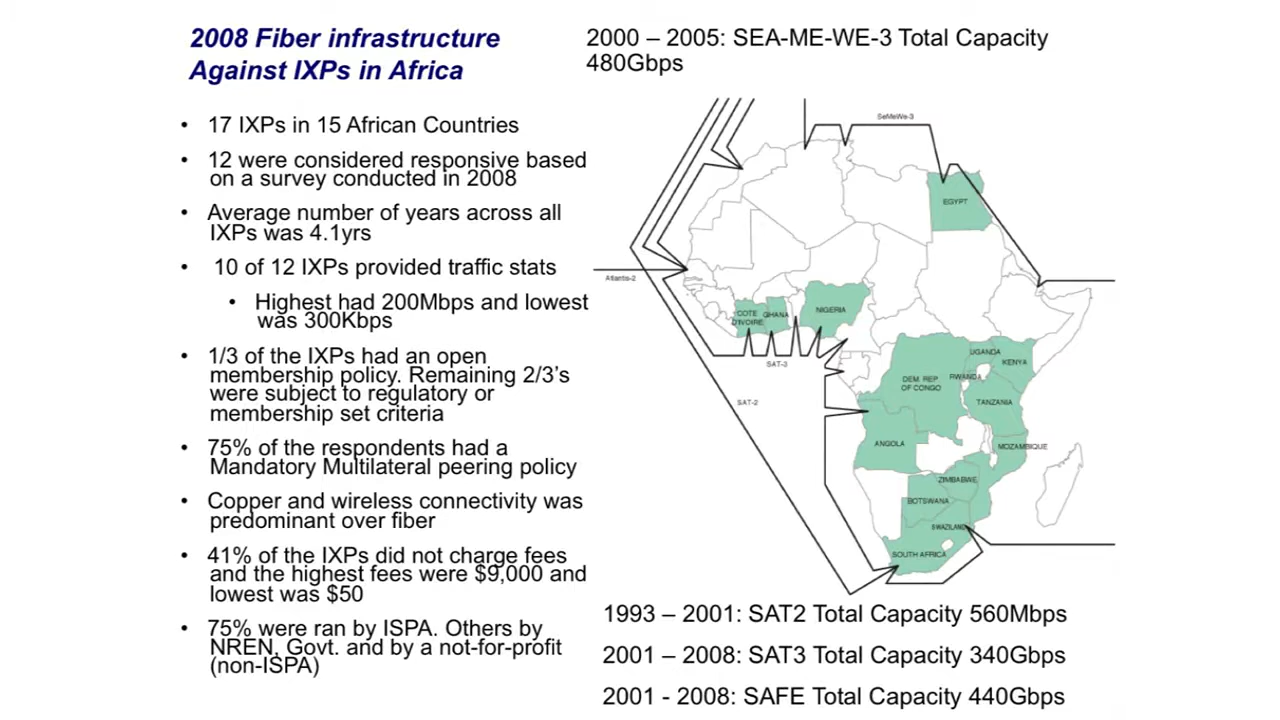 2008 Fiber infrastructure
Against IXPs in Africa
• 17 IXPs in 15 African Countries
• 12 were considered responsive based
on a survey conducted in 2008
• Average number of years across all
IXPs was 4.1yrs
• 10 of 12 IXPs provided traffic stats
• Highest had 200Mbps and lowest
was 300Kbps
• 1/3 of the IXPs had an open
membership policy. Remaining 2/3's
were subject to regulatory or
membership set criteria
• 75% of the respondents had a
Mandatory Multilateral peering policy
• Copper and wireless connectivity was
predominant over fiber
• 41% of the IXPs did not charge fees
and the highest fees were $9,000 and
lowest was $50
• 75% were ran by ISPA. Others by
NREN, Govt. and by a not-for-profit
(non-ISPA)
2000 – 2005: SEA-ME-WE-3 Total Capacity
480Gbps
SeMeWe-3
EGYPT
Atlantis-2
COTE
D'IVOIRE
GHANA
NIGERIA
SAT-3
UGANDA
KENYA
RWANDA
DEM. REP
OF CONGO
SAT-2
TANZANIA
ANGOLA
MOZAMBIQUE
ZIMBABWE
BOTSWANA
SWAZILAND
SOUTH AFRICA
1993 – 2001: SAT2 Total Capacity 560Mbps
2001 – 2008: SAT3 Total Capacity 340Gbps
2001 - 2008: SAFE Total Capacity 440Gbps